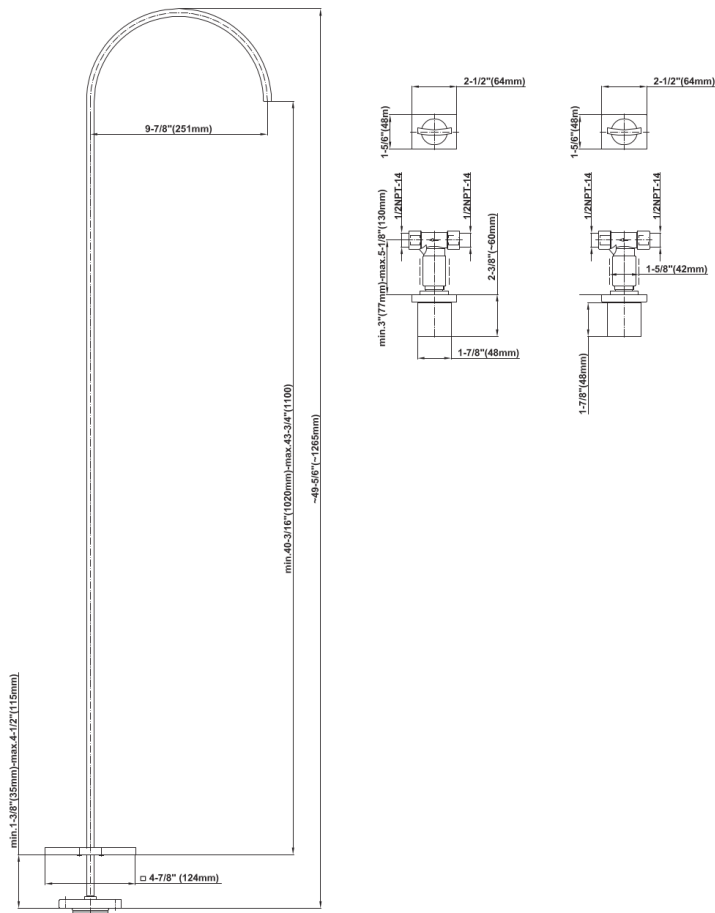 9-7/8"(251mm)
2-1/2"(64mm)
2-1/2"(64mm)
1-5/6"(48m)
1-5/6"(48m)
1/2NPT-14
1/2NPT-14
1/2NPT-14
1/2NPT-14
min.3"(77mm)-max.5-1/8"(130mm)
2-3/8"(~60mm)
1-5/8"(42mm)
1-7/8"(48mm)
1-7/8"(48mm)
min.40-3/16"(1020mm)-max.43-3/4"(1100)
~49-5/6"(~1265mm)
min.1-3/8"(35mm)-max.4-1/2"(115mm)
□ 4-7/8" (124mm)